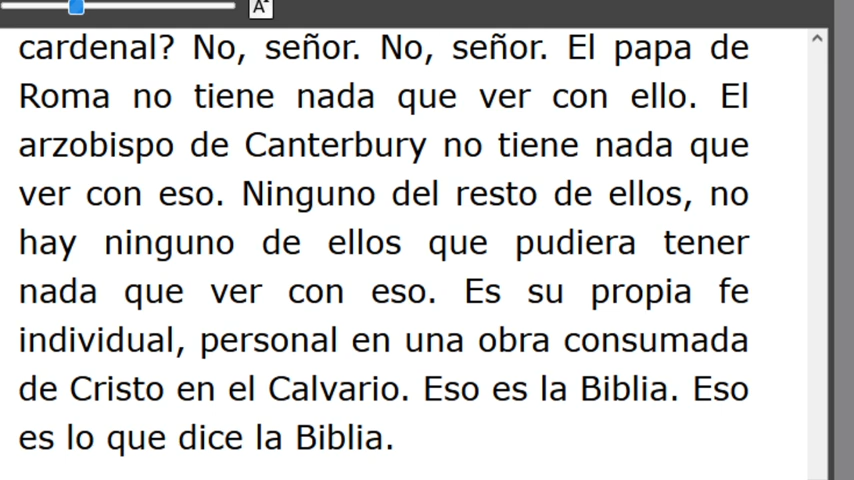 A
cardenal? No, señor. No, señor. El papa de
Roma no tiene nada que ver con ello. El
arzobispo de Canterbury no tiene nada que
ver con eso. Ninguno del resto de ellos, no
hay ninguno de ellos que pudiera tener
nada que ver con eso. Es su propia fe
individual, personal en una obra consumada
de Cristo en el Calvario. Eso es la Biblia. Eso
es lo que dice la Biblia.